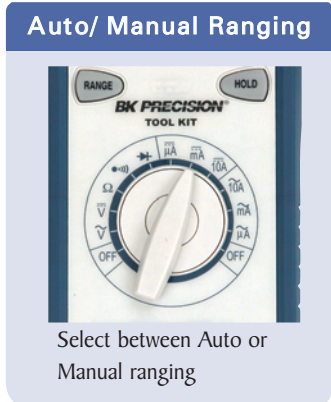 Auto/ Manual Ranging
RANGE
HOLD
BK PRECISION®
TOOL KIT
•·))) 
μA
mA
10A
10A
mA
μA
OFF
Ω
V
V
OFF
Select between Auto or
Manual ranging